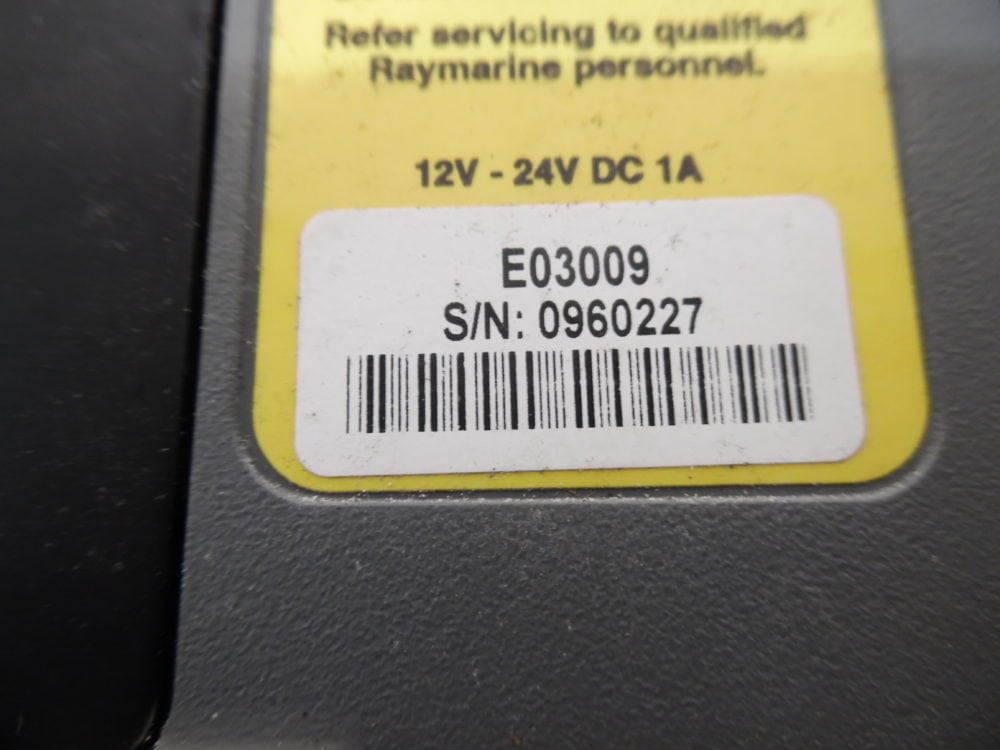 Refer servicing to qualified
Raymarine personnel.
12V - 24V DC 1A
E03009
S/N: 0960227